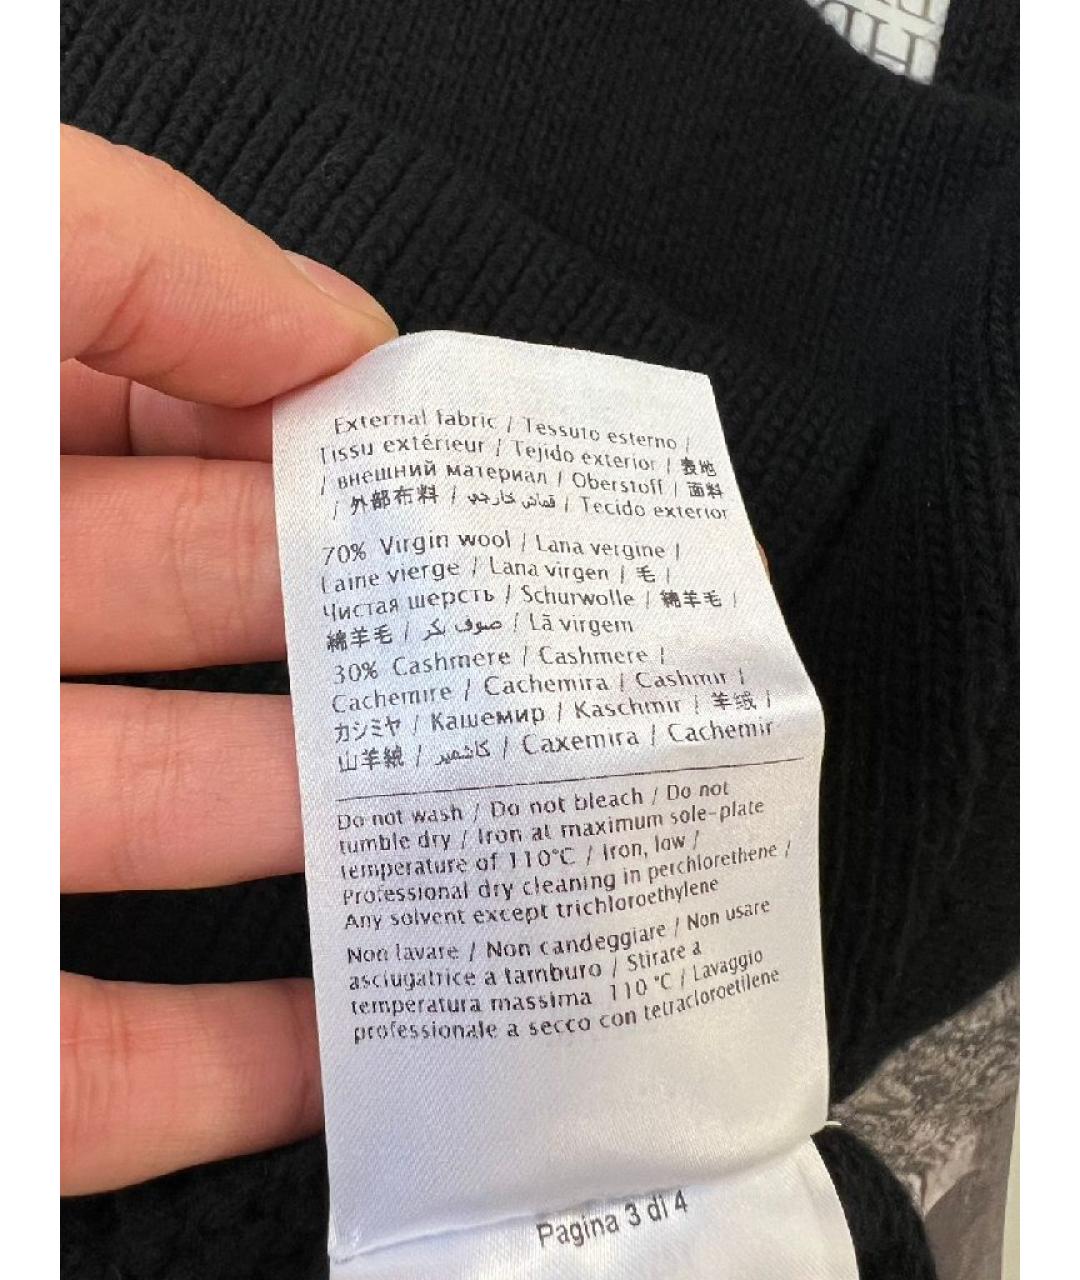 External fabric / Tessuto esterno /
Tissu extérieur / Tejido exterior / 表地
/ внешний материал / Oberstoff / 面料
/ 外部布料 / قماش خارجي / Tecido exterior
70% Virgin wool / Lana vergine /
Laine vierge / Lana virgen / 毛 /
Чистая шерсть / Schurwolle / 綿羊毛 /
綿羊毛 / صوف بكر / Lã virgem
30% Cashmere / Cashmere /
Cachemire / Cachemira / Cashmir /
カシミヤ / Кашемир / Kaschmir / 羊绒 /
山羊絨 / كاشمير / Caxemira / Cachemir
Do not wash / Do not bleach / Do not
tumble dry / Iron at maximum sole-plate
temperature of 110°C / Iron, low /
Professional dry cleaning in perchlorethene /
Any solvent except trichloroethylene
Non lavare / Non candeggiare / Non usare
asciugatrice a tamburo / Stirare a
temperatura massima 110 °C / Lavaggio
professionale a secco con tetracloroetilene
Pagina 3 di 4